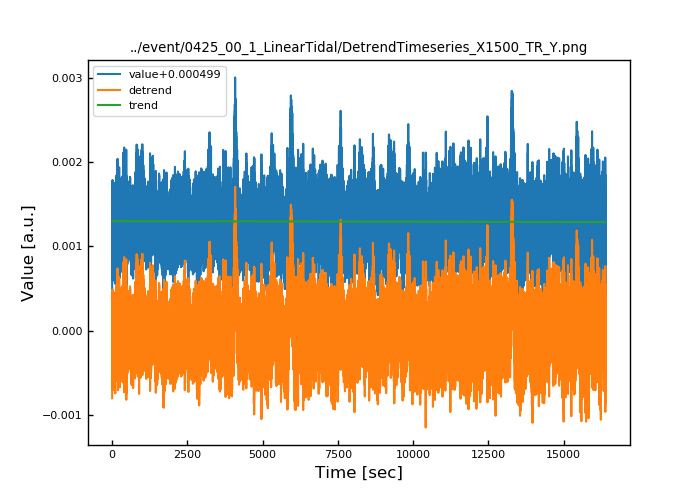 ../event/0425_00_1_LinearTidal/DetrendTimeseries_X1500_TR_Y.png
value+0.000499
detrend
trend
0.003
0.002
0.001
0.000
−0.001
Value [a.u.]
0
2500
5000
7500
10000
12500
15000
Time [sec]